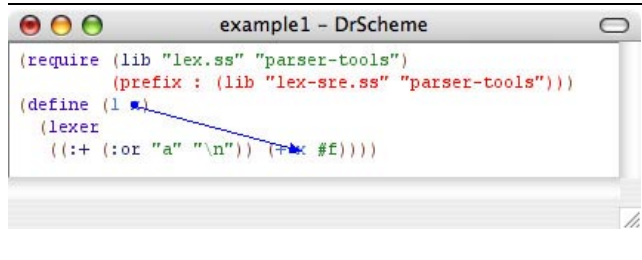 example1 – DrScheme
(require (lib "lex.ss" "parser-tools")
(prefix : (lib "lex-sre.ss" "parser-tools")))
(define (l x)
(lexer
((:+ (:or "a" "\n")) (+ x #f))))